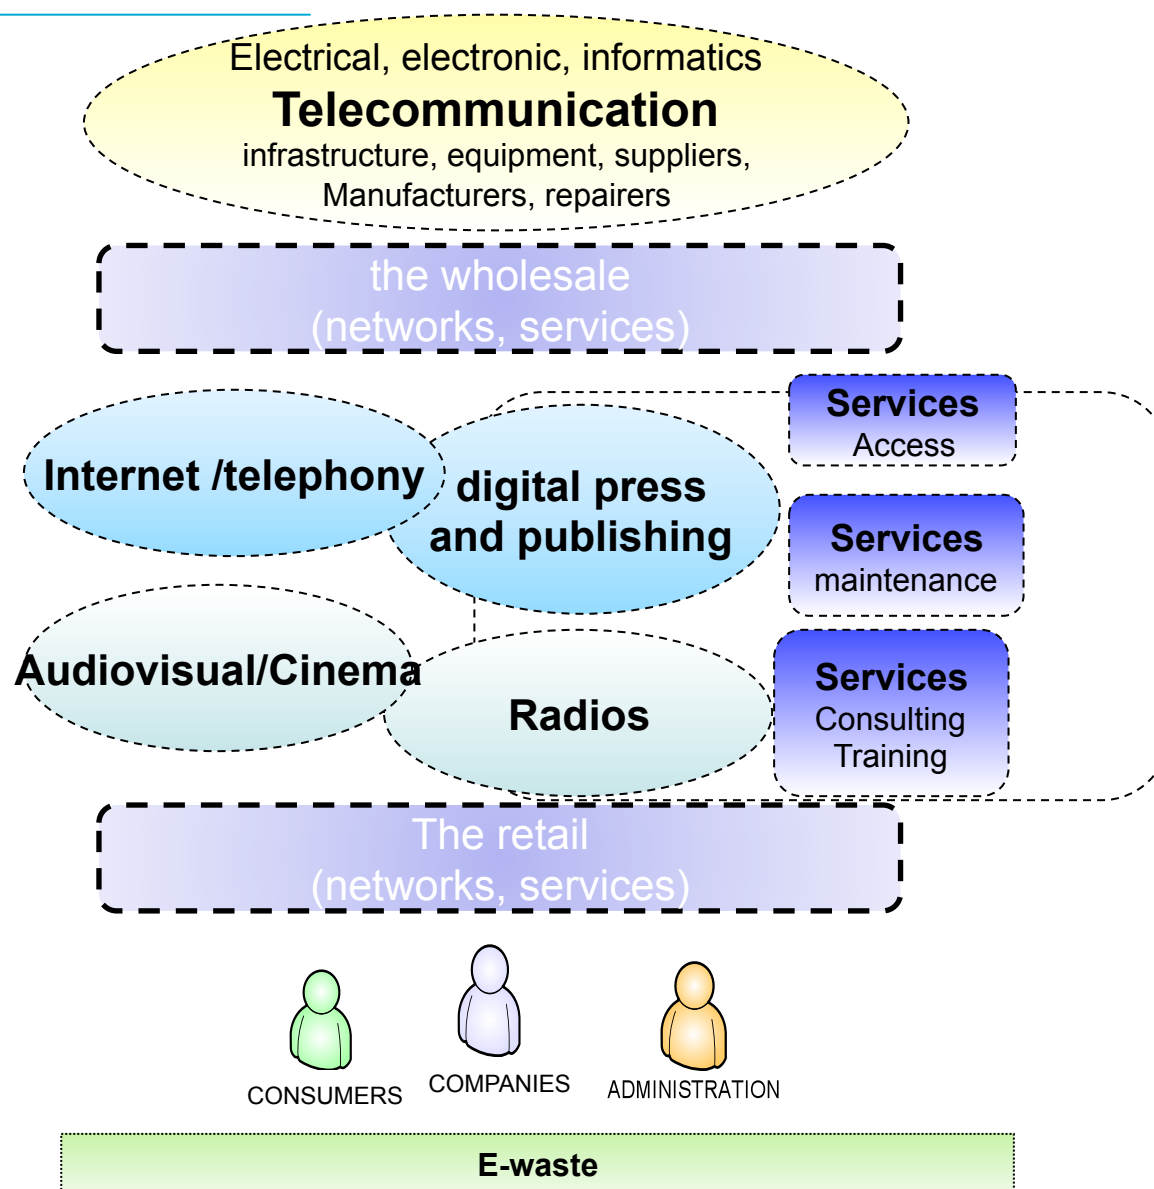 Electrical, electronic, informatics
Telecommunication
infrastructure, equipment, suppliers,
Manufacturers, repairers
the wholesale
(networks, services)
Internet /telephony
digital press
and publishing
Services
Access
Services
maintenance
Audiovisual/Cinema
Radios
Services
Consulting
Training
The retail
(networks, services)
CONSUMERS
COMPANIES
ADMINISTRATION
E-waste